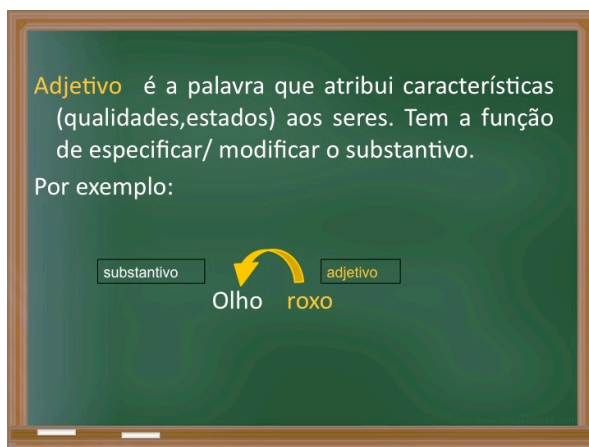 Adjetivo é a palavra que atribui características
(qualidades,estados) aos seres. Tem a função
de especificar/ modificar o substantivo.
Por exemplo:
substantivo adjetivo
Olho roxo